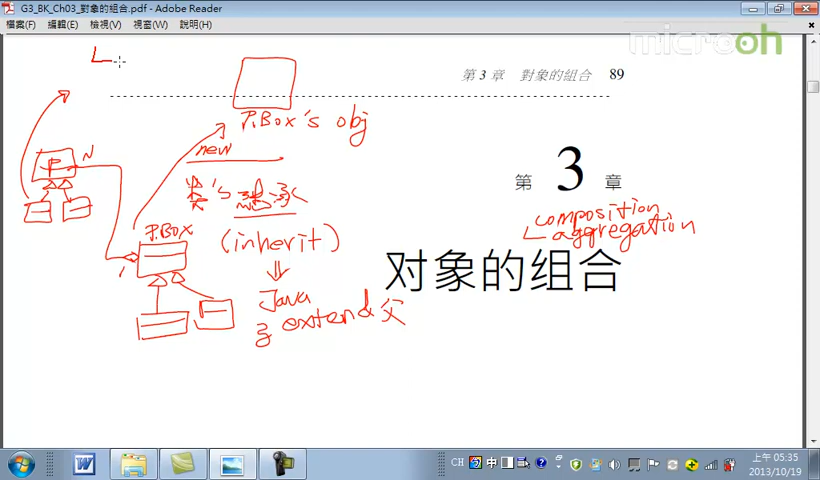 G3_BK_Ch03_對象的組合.pdf - Adobe Reader
檔案(F) 編輯(E) 檢視(V) 視窗(W) 說明(H)
microoh
第 3 章 對象的組合 89
P.Box's obj
new
N
P
类's 继承
P.Box
(inherit)
⇓
Java
子 extend 父
1
第 3 章
composition
aggregation
对象的组合
CH 中
上午 05:35
2013/10/19